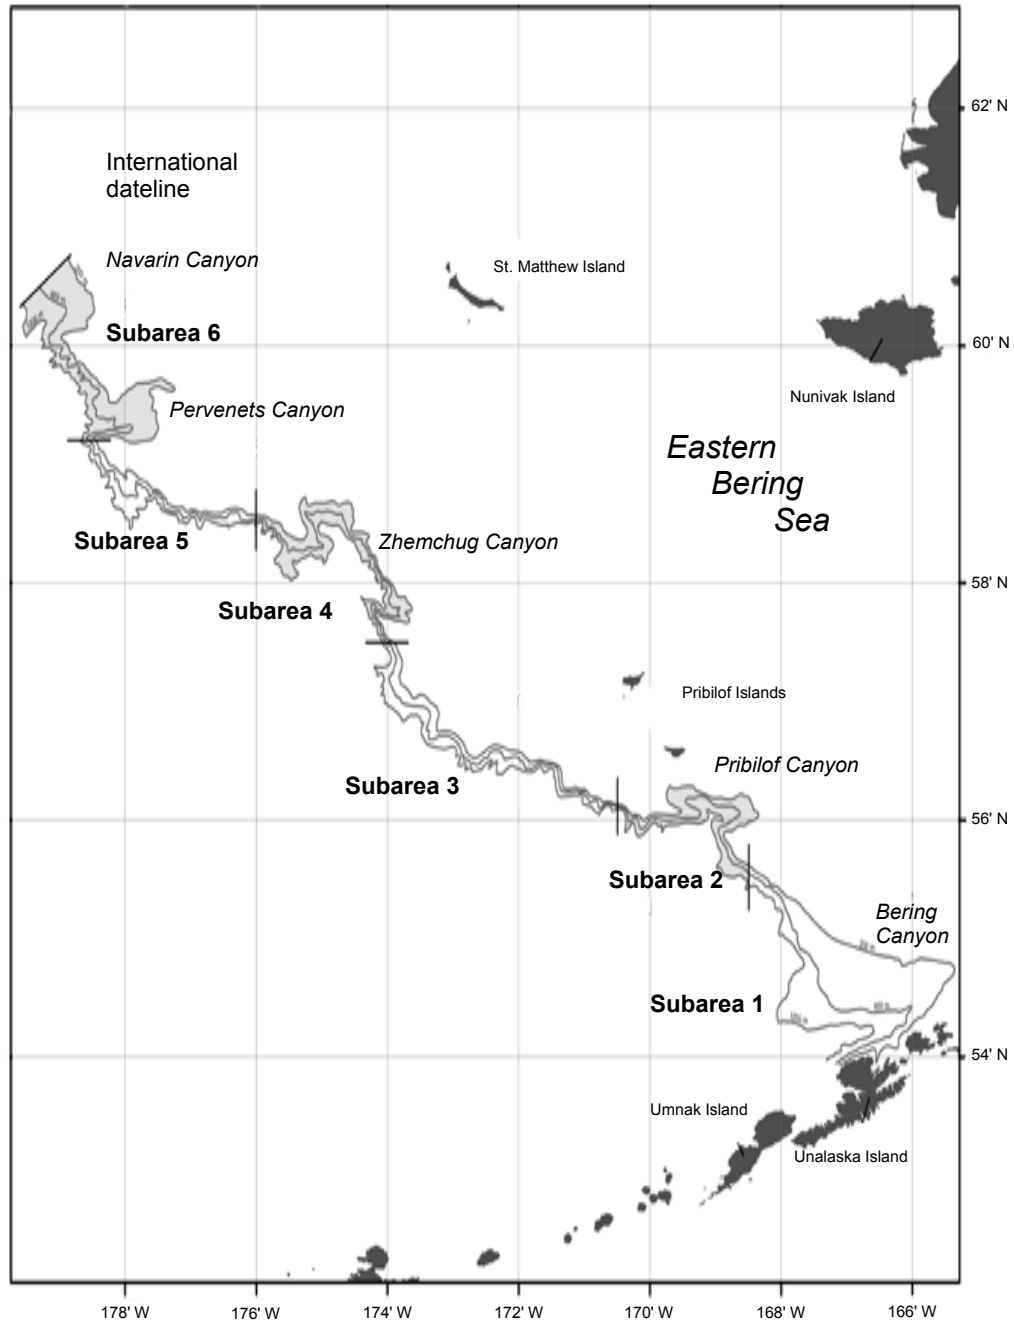 62' N
International
dateline
Navarin Canyon
St. Matthew Island
Subarea 6
60' N
Nunivak Island
Pervenets Canyon
Eastern
Bering
Sea
Subarea 5
Zhemchug Canyon
58' N
Subarea 4
Pribilof Islands
Pribilof Canyon
Subarea 3
56' N
Subarea 2
Bering
Canyon
Subarea 1
54' N
Umnak Island
Unalaska Island
178' W
176' W
174' W
172' W
170' W
168' W
166' W